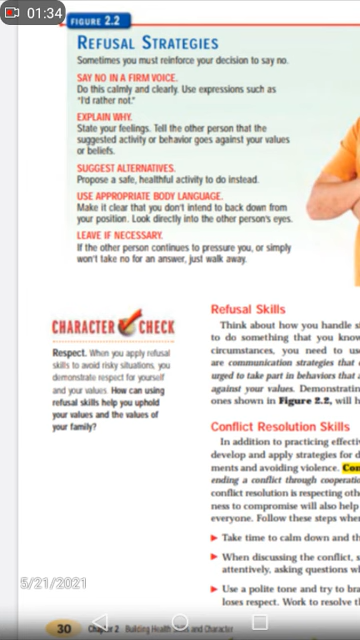 01:34
FIGURE 2.2
REFUSAL STRATEGIES
Sometimes you must reinforce your decision to say no.
SAY NO IN A FIRM VOICE.
Do this calmly and clearly. Use expressions such as
"I'd rather not."
EXPLAIN WHY.
State your feelings. Tell the other person that the
suggested activity or behavior goes against your values
or beliefs.
SUGGEST ALTERNATIVES.
Propose a safe, healthful activity to do instead.
USE APPROPRIATE BODY LANGUAGE.
Make it clear that you don't intend to back down from
your position. Look directly into the other person's eyes.
LEAVE IF NECESSARY.
If the other person continues to pressure you, or simply
won't take no for an answer, just walk away.
CHARACTER CHECK
Respect. When you apply refusal
skills to avoid risky situations, you
demonstrate respect for yourself
and your values. How can using
refusal skills help you uphold
your values and the values of
your family?
Refusal Skills
Think about how you handle
to do something that you know
circumstances, you need to
are communication strategies that
urged to take part in behaviors that
against your values. Demonstratin
ones shown in Figure 2.2, will
Conflict Resolution Skills
In addition to practicing effecti
develop and apply strategies for
ments and avoiding violence.
ending a conflict through cooperatio
conflict resolution is respecting
ness to compromise will also help
everyone. Follow these steps
Take time to calm down and
When discussing the conflict,
attentively, asking questions
Use a polite tone and try to
loses respect. Work to resolve
5/21/2021
30 Chapter 2 Building Health Skills and Character